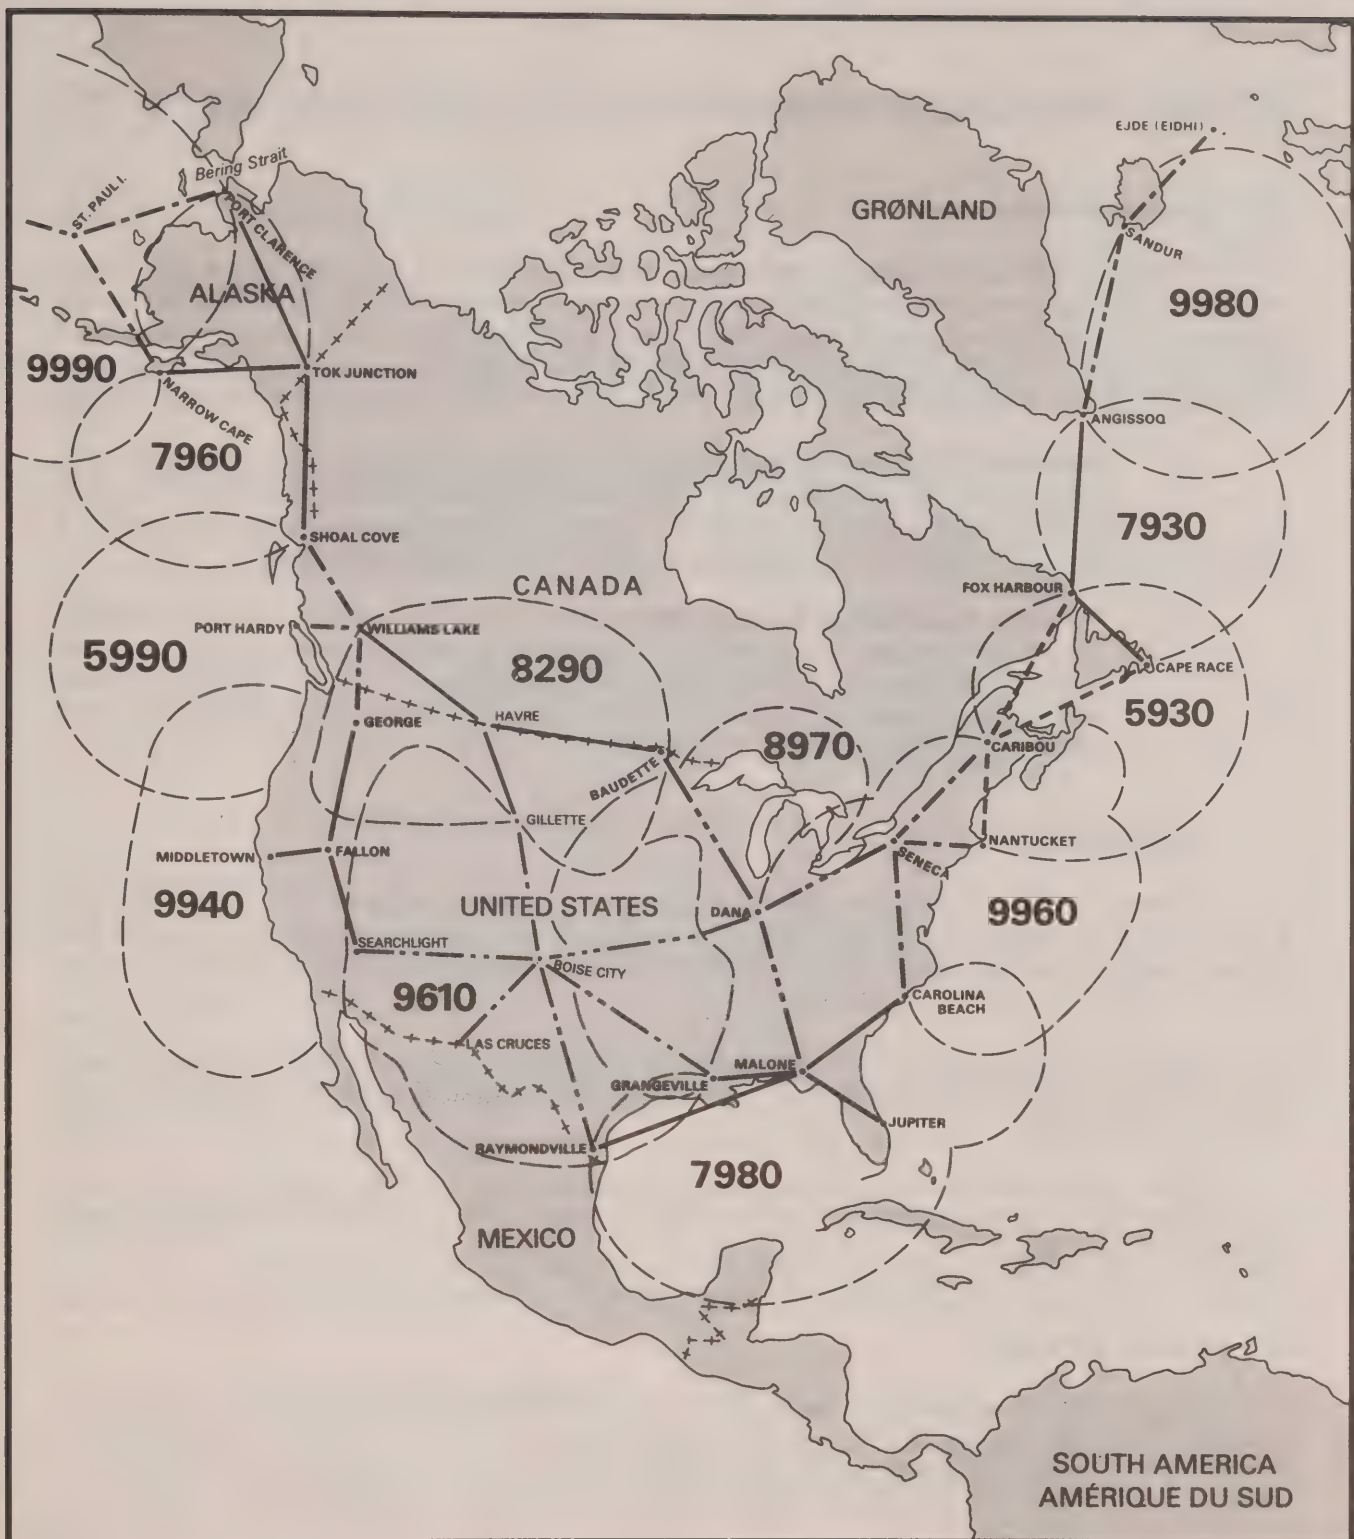 EJDE (EIDHI)
Bering Strait
ST. PAUL I.
PORT CLARENCE
GRØNLAND
SANDUR
ALASKA
9980
9990
TOK JUNCTION
NARROW CAPE
ANGISSOQ
7960
7930
SHOAL COVE
CANADA
FOX HARBOUR
PORT HARDY
WILLIAMS LAKE
5990
8290
CAPE RACE
5930
GEORGE
HAVRE
8970
CARIBOU
BAUDETTE
GILLETTE
MIDDLETOWN
FALLON
SENECA
NANTUCKET
9940
UNITED STATES
DANA
9960
SEARCHLIGHT
BOISE CITY
9610
CAROLINA
BEACH
LAS CRUCES
MALONE
GRANGEVILLE
JUPITER
RAYMONDVILLE
7980
MEXICO
SOUTH AMERICA
AMÉRIQUE DU SUD